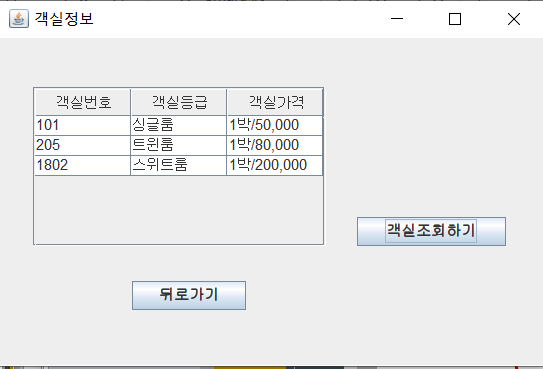 객실정보
객실번호 객실등급 객실가격
101 싱글룸 1박/50,000
205 트윈룸 1박/80,000
1802 스위트룸 1박/200,000
객실조회하기
뒤로가기